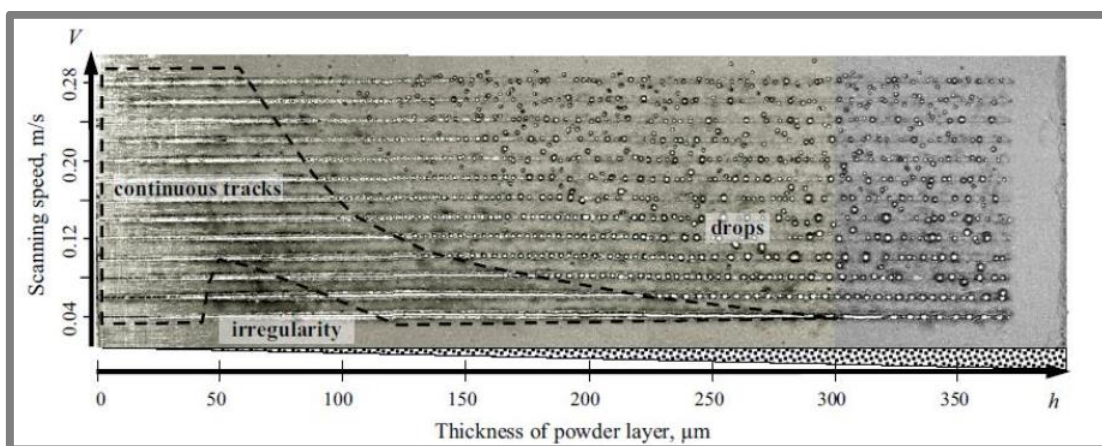 V
0.28
0.20
0.12
0.04
Scanning speed, m/s
continuous tracks
drops
irregularity
0 50 100 150 200 250 300 350 h
Thickness of powder layer, μm